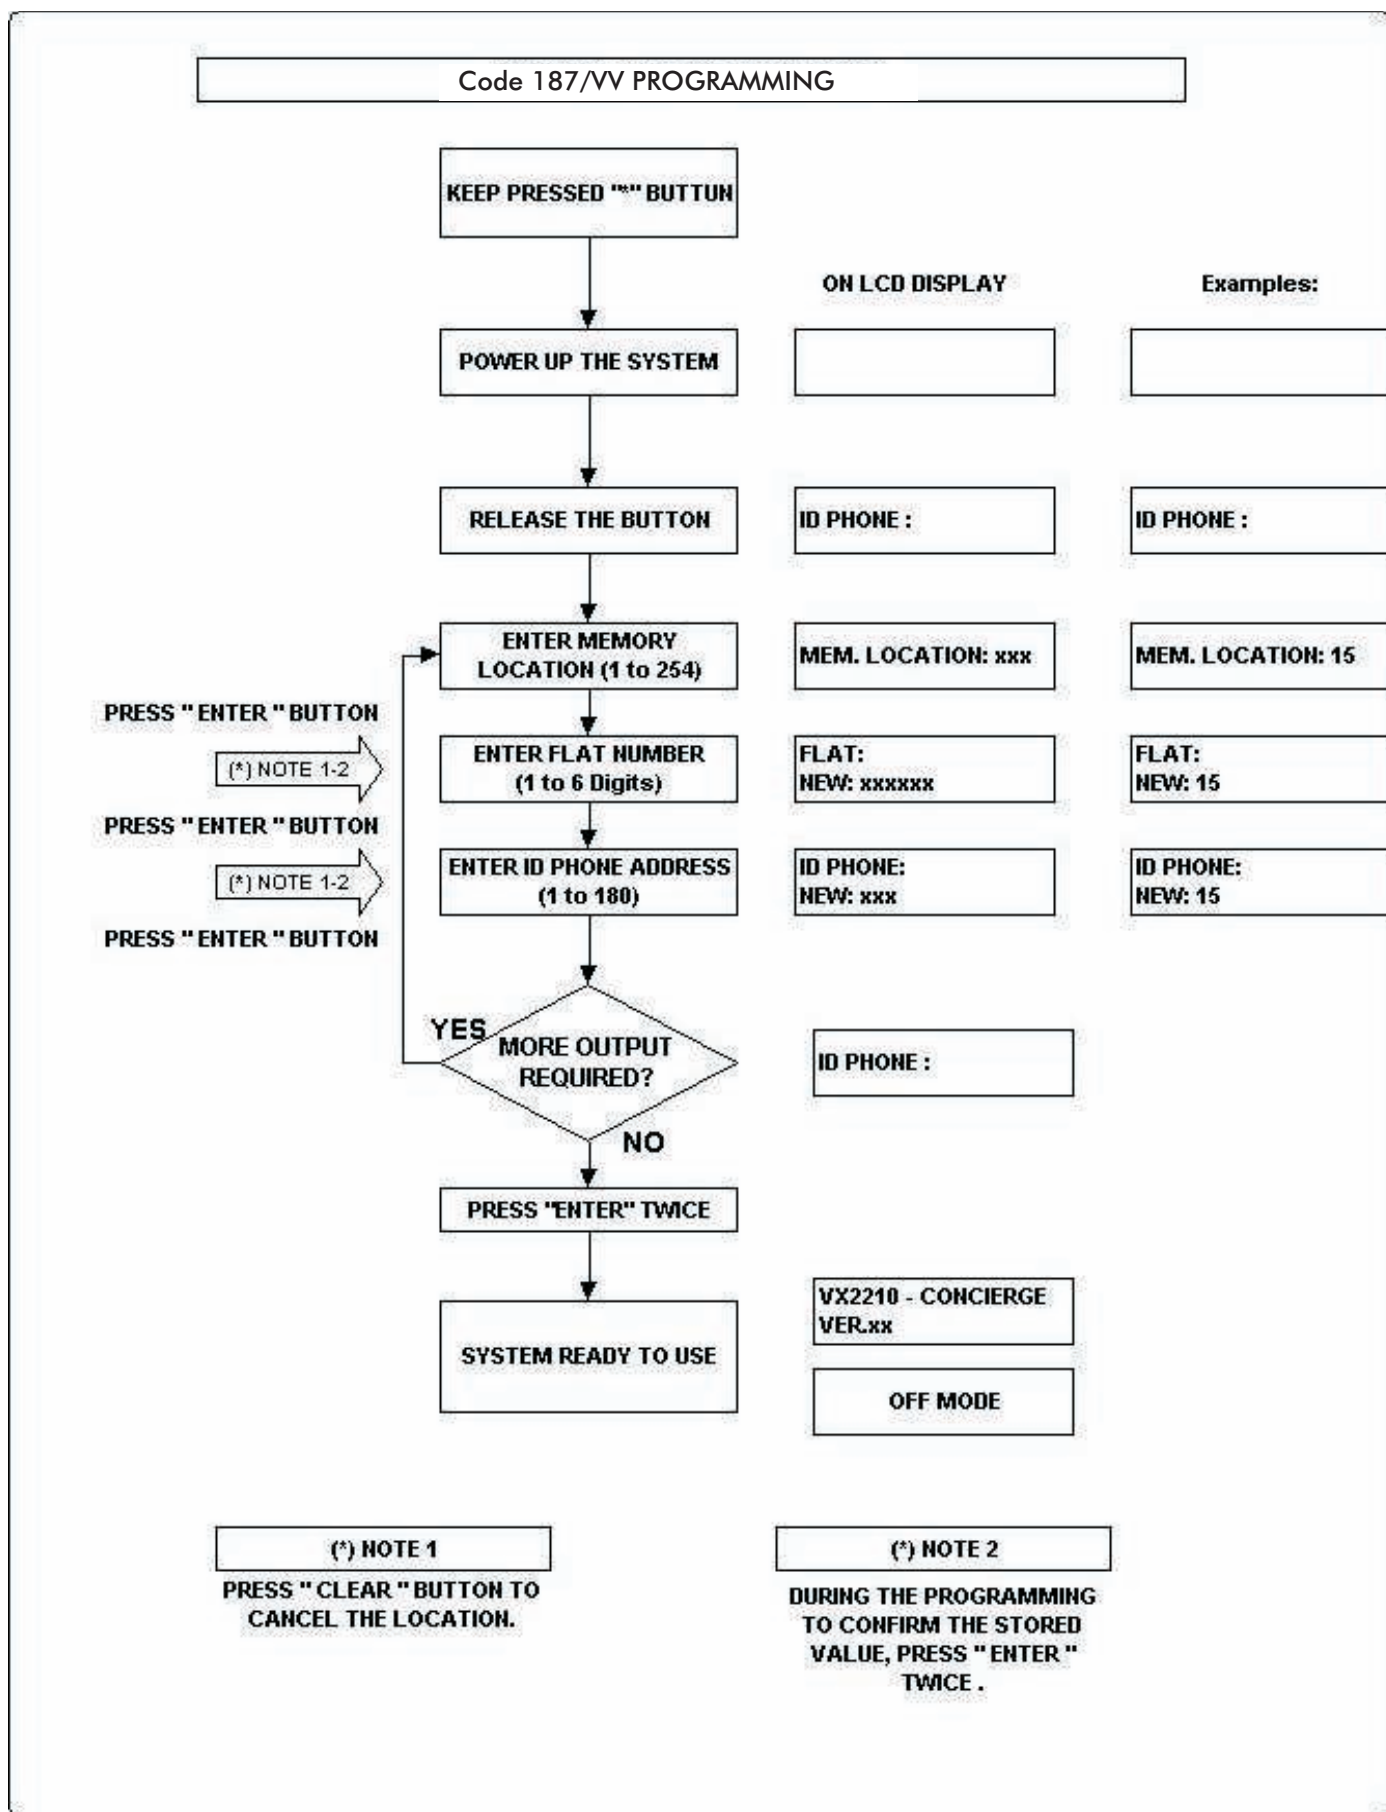 Code 187/VV PROGRAMMING
KEEP PRESSED "*" BUTTUN
ON LCD DISPLAY
Examples:
POWER UP THE SYSTEM
RELEASE THE BUTTON
ID PHONE :
ID PHONE :
ENTER MEMORY
LOCATION (1 to 254)
MEM. LOCATION: xxx
MEM. LOCATION: 15
PRESS " ENTER " BUTTON
(*) NOTE 1-2
ENTER FLAT NUMBER
(1 to 6 Digits)
FLAT:
NEW: xxxxxx
FLAT:
NEW: 15
PRESS " ENTER " BUTTON
(*) NOTE 1-2
ENTER ID PHONE ADDRESS
(1 to 180)
ID PHONE:
NEW: xxx
ID PHONE:
NEW: 15
PRESS " ENTER " BUTTON
YES
MORE OUTPUT
REQUIRED?
ID PHONE :
NO
PRESS "ENTER" TWICE
SYSTEM READY TO USE
VX2210 - CONCIERGE
VER.xx
OFF MODE
(*) NOTE 1
PRESS " CLEAR " BUTTON TO
CANCEL THE LOCATION.
(*) NOTE 2
DURING THE PROGRAMMING
TO CONFIRM THE STORED
VALUE, PRESS " ENTER "
TWICE .